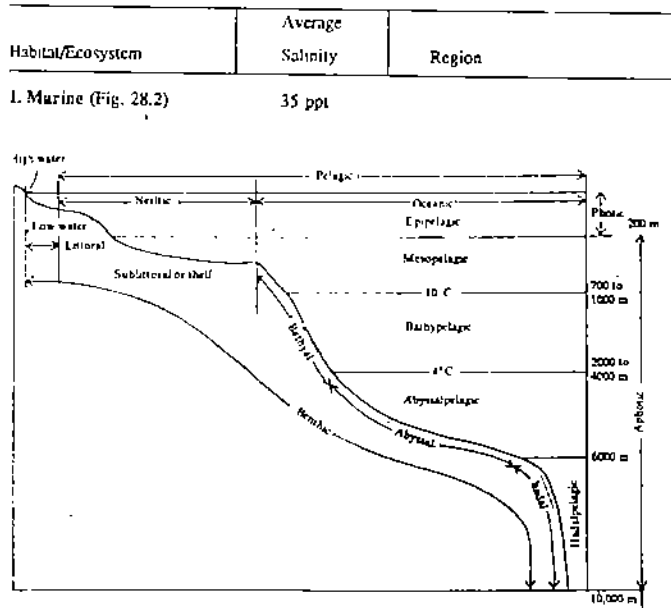 Average
Habitat/Ecosystem Salinity Region
1. Marine (Fig. 28.2) 35 ppt
High water
Pelagic
Neritic Oceanic
Low water
Littoral
Epipelagic
Photic
200 m
Mesopelagic
Sublittoral or shelf
10° C
700 to
1000 m
Bathyal
Bathypelagic
4° C
2000 to
4000 m
Abyssalpelagic
Aphotic
Benthic
Abyssal
6000 m
hadal
Hadalpelagic
10,000 m